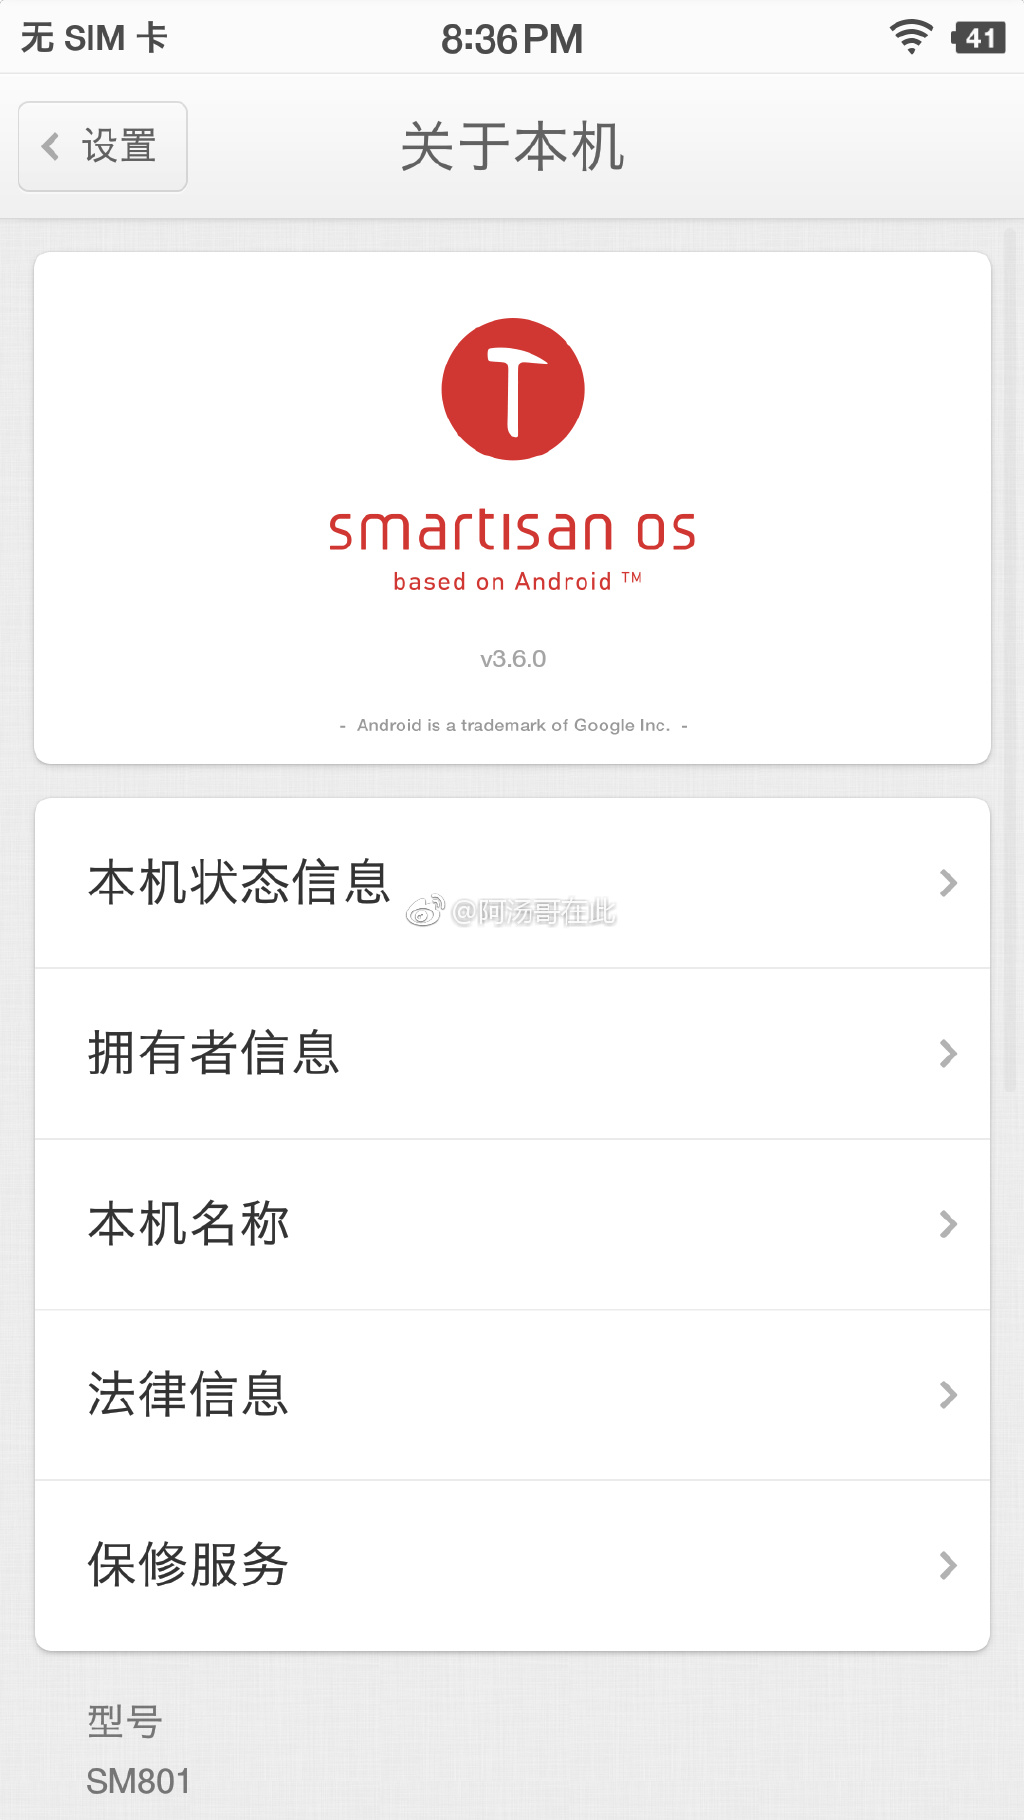 无 SIM 卡 8:36 PM 41
设置 关于本机
smartisan os
based on Android ™
v3.6.0
- Android is a trademark of Google Inc. -
本机状态信息
@阿汤哥在此
拥有者信息
本机名称
法律信息
保修服务
型号
SM801